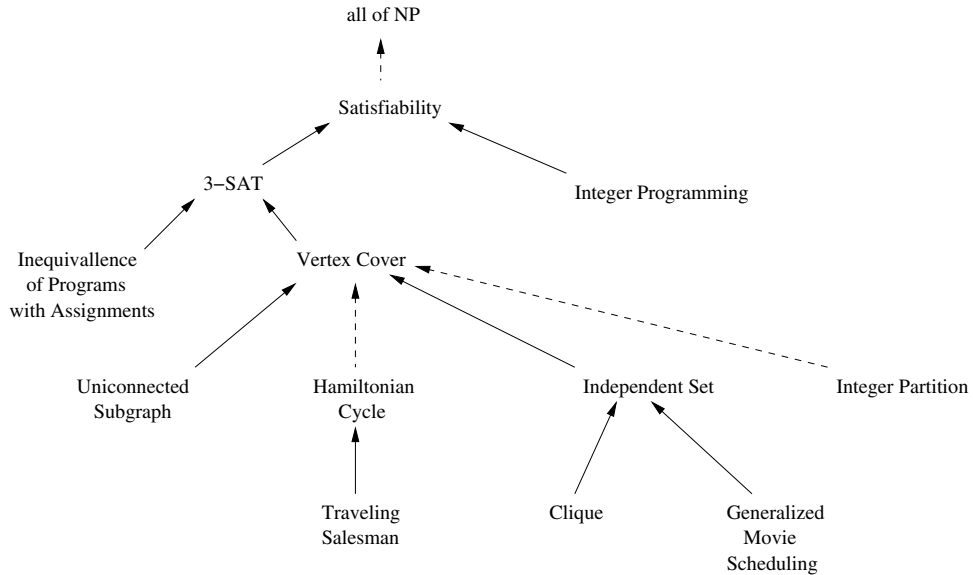 all of NP
Satisfiability
3−SAT
Integer Programming
Inequivallence
of Programs
with Assignments
Vertex Cover
Uniconnected
Subgraph
Hamiltonian
Cycle
Independent Set
Integer Partition
Traveling
Salesman
Clique
Generalized
Movie
Scheduling